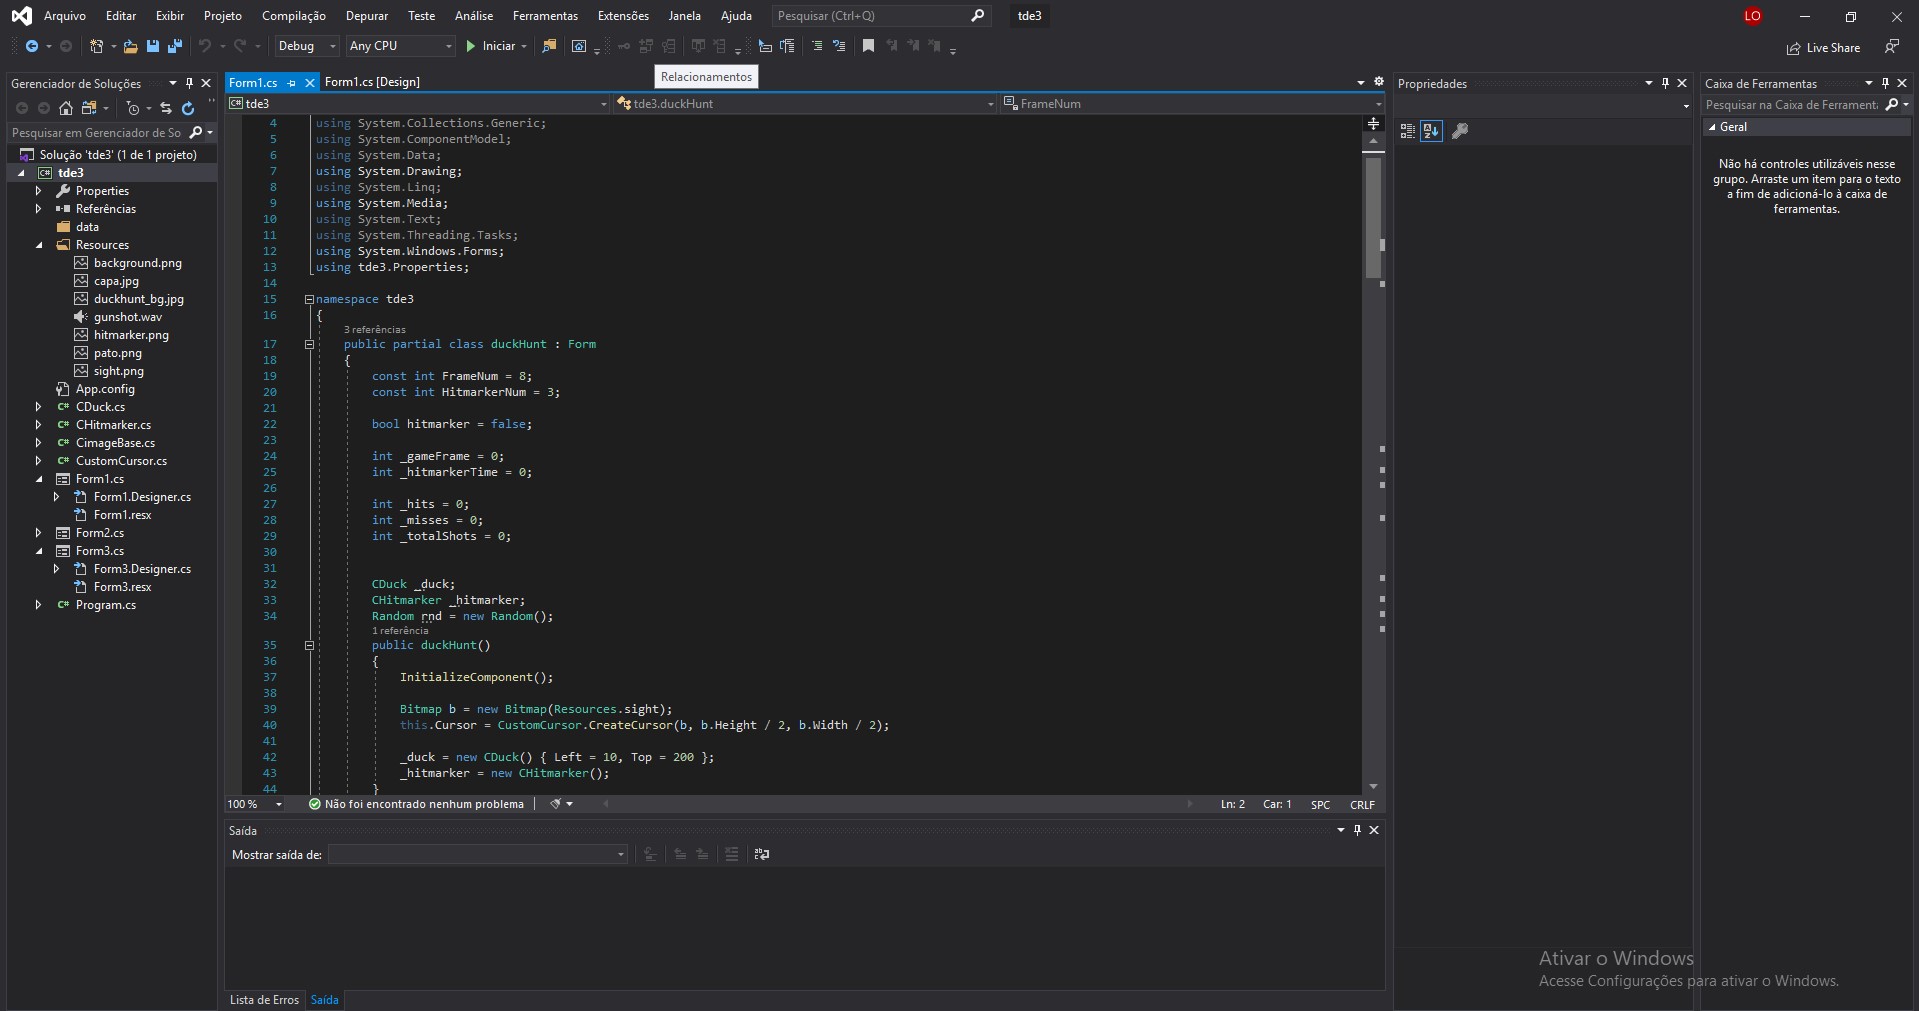 Arquivo Editar Exibir Projeto Compilação Depurar Teste Análise Ferramentas Extensões Janela Ajuda Pesquisar (Ctrl+Q) tde3 LO
Debug Any CPU Iniciar Live Share
Relacionamentos
Gerenciador de Soluções
Pesquisar em Gerenciador de So
Solução 'tde3' (1 de 1 projeto)
C# tde3
Properties
Referências
data
Resources
background.png
capa.jpg
duckhunt_bg.jpg
gunshot.wav
hitmarker.png
pato.png
sight.png
App.config
C# CDuck.cs
C# CHitmarker.cs
C# CimageBase.cs
C# CustomCursor.cs
Form1.cs
Form1.Designer.cs
Form1.resx
Form2.cs
Form3.cs
Form3.Designer.cs
Form3.resx
C# Program.cs
Form1.cs Form1.cs [Design]
C# tde3 tde3.duckHunt FrameNum
4 using System.Collections.Generic;
5 using System.ComponentModel;
6 using System.Data;
7 using System.Drawing;
8 using System.Linq;
9 using System.Media;
10 using System.Text;
11 using System.Threading.Tasks;
12 using System.Windows.Forms;
13 using tde3.Properties;
14
15 namespace tde3
16 {
3 referências
17 public partial class duckHunt : Form
18 {
19 const int FrameNum = 8;
20 const int HitmarkerNum = 3;
21
22 bool hitmarker = false;
23
24 int _gameFrame = 0;
25 int _hitmarkerTime = 0;
26
27 int _hits = 0;
28 int _misses = 0;
29 int _totalShots = 0;
30
31
32 CDuck _duck;
33 CHitmarker _hitmarker;
34 Random rnd = new Random();
1 referência
35 public duckHunt()
36 {
37 InitializeComponent();
38
39 Bitmap b = new Bitmap(Resources.sight);
40 this.Cursor = CustomCursor.CreateCursor(b, b.Height / 2, b.Width / 2);
41
42 _duck = new CDuck() { Left = 10, Top = 200 };
43 _hitmarker = new CHitmarker();
44 }
100 % Não foi encontrado nenhum problema Ln: 2 Car: 1 SPC CRLF
Saída
Mostrar saída de:
Lista de Erros Saída
Propriedades
Caixa de Ferramentas
Pesquisar na Caixa de Ferrament
Geral
Não há controles utilizáveis nesse
grupo. Arraste um item para o texto
a fim de adicioná-lo à caixa de
ferramentas.
Ativar o Windows
Acesse Configurações para ativar o Windows.